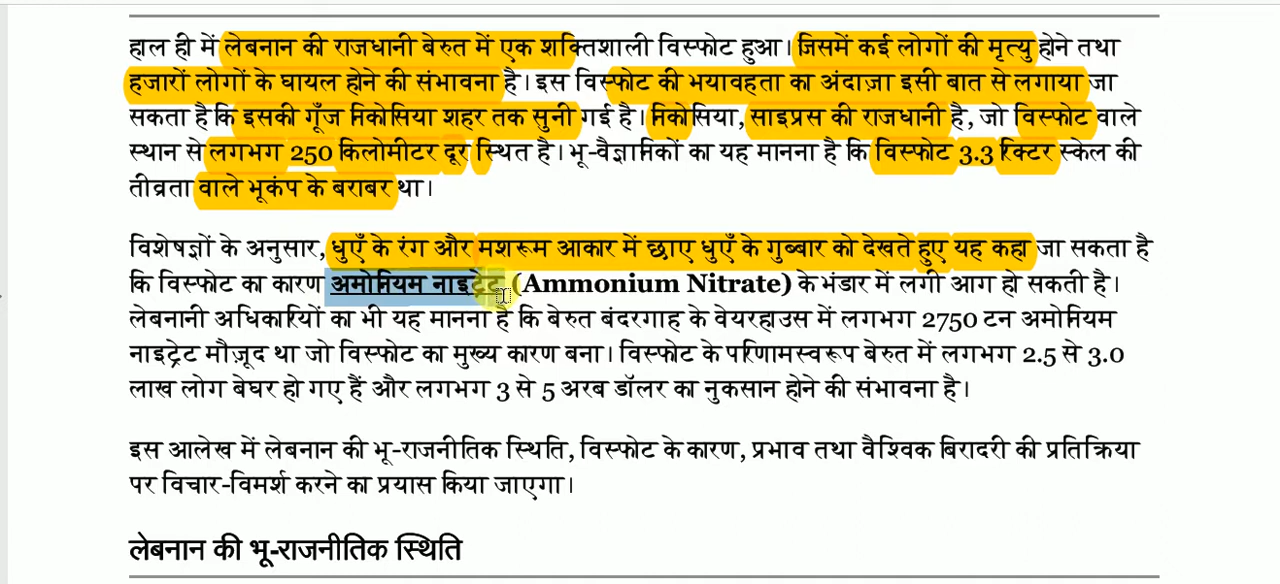 हाल ही में लेबनान की राजधानी बेरुत में एक शक्तिशाली विस्फोट हुआ। जिसमें कई लोगों की मृत्यु होने तथा
हजारों लोगों के घायल होने की संभावना है। इस विस्फोट की भयावहता का अंदाज़ा इसी बात से लगाया जा
सकता है कि इसकी गूँज निकोसिया शहर तक सुनी गई है। निकोसिया, साइप्रस की राजधानी है, जो विस्फोट वाले
स्थान से लगभग 250 किलोमीटर दूर स्थित है। भू-वैज्ञानिकों का यह मानना है कि विस्फोट 3.3 रिक्टर स्केल की
तीव्रता वाले भूकंप के बराबर था।
विशेषज्ञों के अनुसार, धुएँ के रंग और मशरूम आकार में छाए धुएँ के गुब्बार को देखते हुए यह कहा जा सकता है
कि विस्फोट का कारण अमोनियम नाइट्रेट (Ammonium Nitrate) के भंडार में लगी आग हो सकती है।
लेबनानी अधिकारियों का भी यह मानना है कि बेरुत बंदरगाह के वेयरहाउस में लगभग 2750 टन अमोनियम
नाइट्रेट मौज़ूद था जो विस्फोट का मुख्य कारण बना। विस्फोट के परिणामस्वरूप बेरुत में लगभग 2.5 से 3.0
लाख लोग बेघर हो गए हैं और लगभग 3 से 5 अरब डॉलर का नुकसान होने की संभावना है।
इस आलेख में लेबनान की भू-राजनीतिक स्थिति, विस्फोट के कारण, प्रभाव तथा वैश्विक बिरादरी की प्रतिक्रिया
पर विचार-विमर्श करने का प्रयास किया जाएगा।
लेबनान की भू-राजनीतिक स्थिति